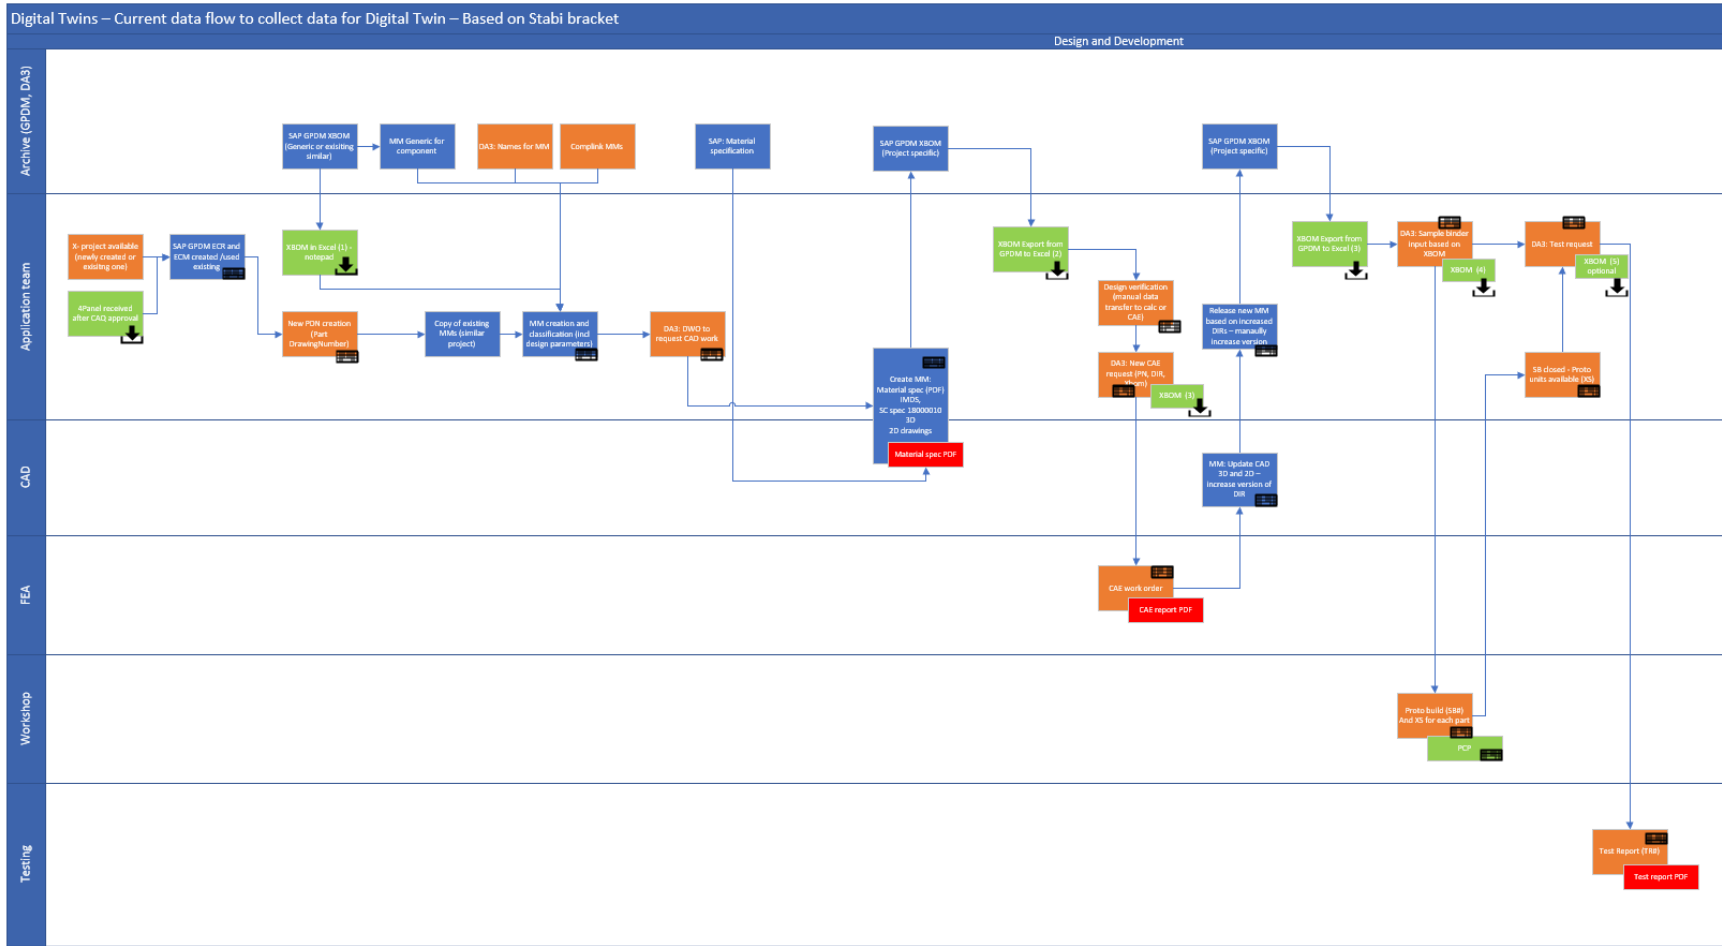 Digital Twins – Current data flow to collect data for Digital Twin – Based on Stabi bracket
Design and Development
Archive (GPDM, DA3)
SAP GPDM XBOM
(Generic or exisiting
similar)
MM Generic for
component
DA3: Names for MM
Complink MMs
SAP: Material
specification
SAP GPDM XBOM
(Project specific)
SAP GPDM XBOM
(Project specific)
Application team
X- project available
(newly created or
existing one)
4Panel received
after CAQ approval
SAP GPDM ECR and
ECM created /used
existing
XBOM in Excel (1) -
notepad
New PDN creation
(Part
DrawingNumber)
Copy of existing
MMs (similar
project)
MM creation and
classification (incl
design parameters)
DA3: DWO to
request CAD work
Create MM:
Material spec (PDF)
IMDS,
SC spec 18000010
3D
2D drawings
Material spec PDF
XBOM Export from
GPDM to Excel (2)
Design verification
(manual data
transfer to calc or
CAE)
DA3: New CAE
request (PN, DIR,
Xbom)
XBOM (3)
Release new MM
based on increased
DIRs – manaully
increase version
XBOM Export from
GPDM to Excel (3)
DA3: Sample binder
input based on
XBOM
XBOM (4)
DA3: Test request
XBOM (5)
optional
SB closed - Proto
units available (XS)
CAD
MM: Update CAD
3D and 2D –
increase version of
DIR
FEA
CAE work order
CAE report PDF
Workshop
Proto build (SB#)
And XS for each part
PCP
Testing
Test Report (TR#)
Test report PDF